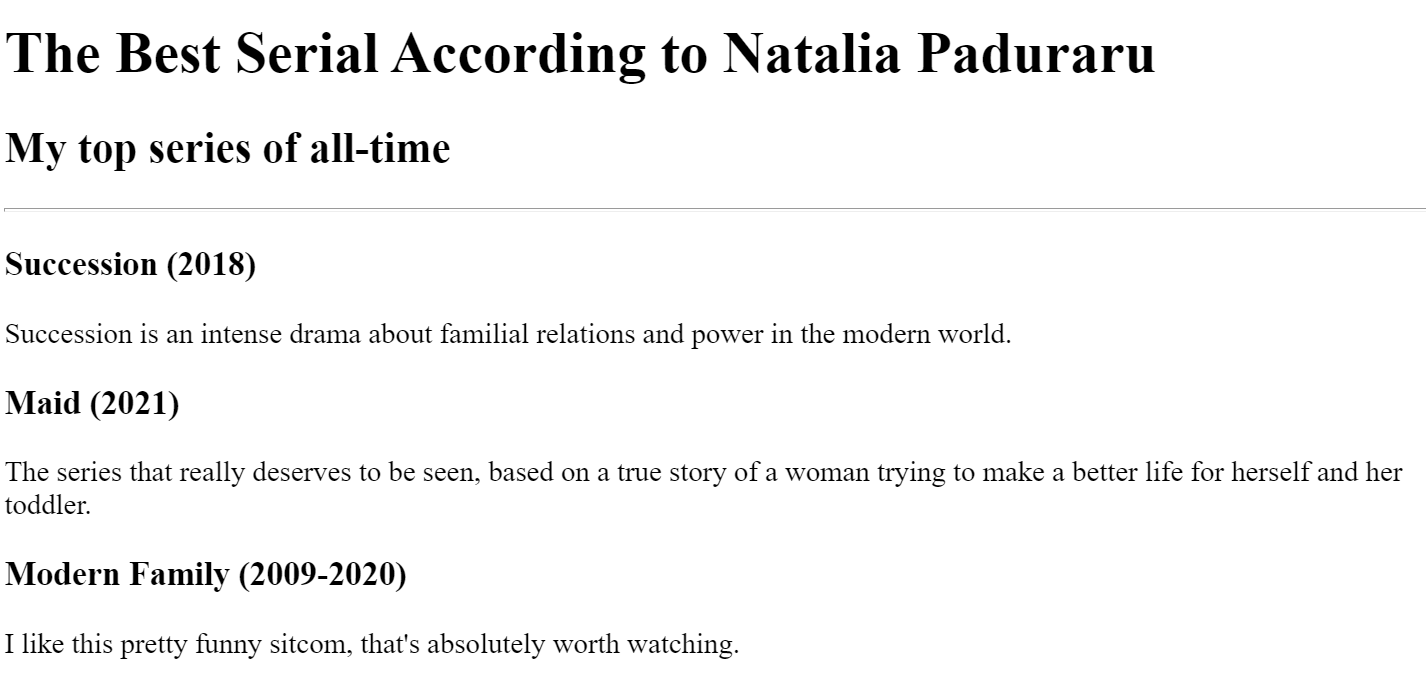 The Best Serial According to Natalia Paduraru
My top series of all-time
Succession (2018)
Succession is an intense drama about familial relations and power in the modern world.
Maid (2021)
The series that really deserves to be seen, based on a true story of a woman trying to make a better life for herself and her
toddler.
Modern Family (2009-2020)
I like this pretty funny sitcom, that's absolutely worth watching.